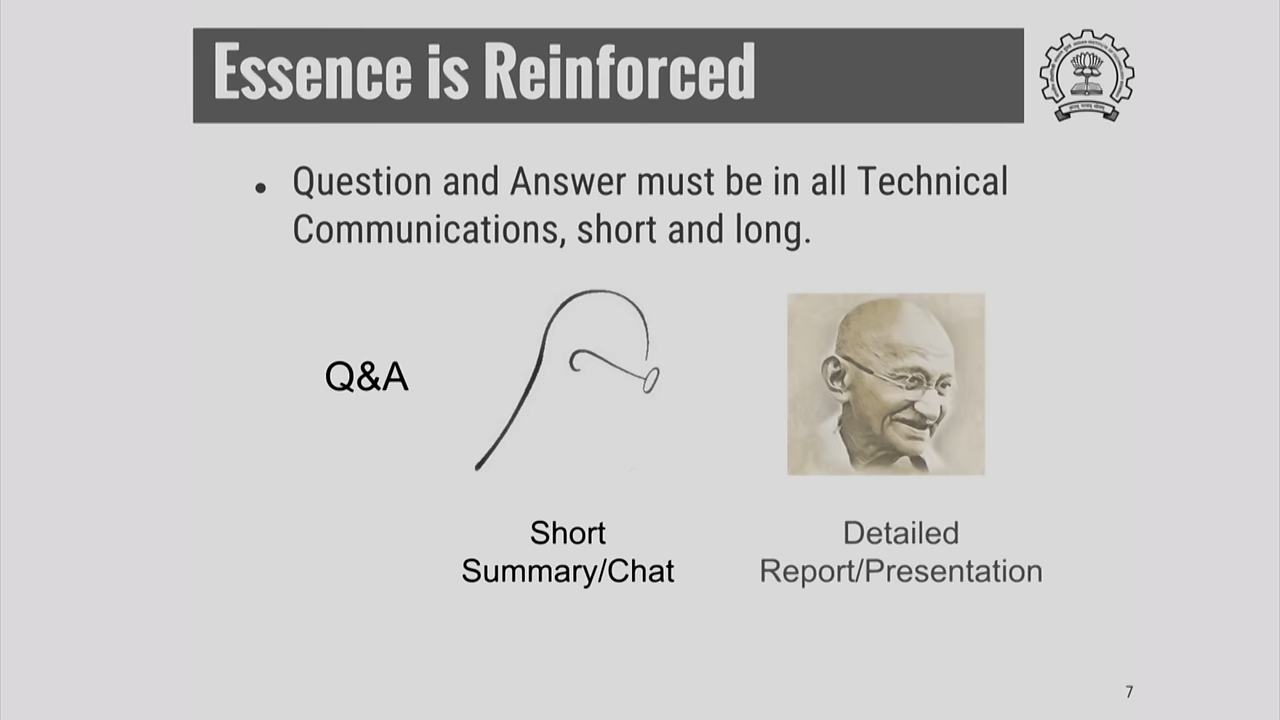 Essence is Reinforced
• Question and Answer must be in all Technical
Communications, short and long.
Q&A
Short
Summary/Chat
Detailed
Report/Presentation
7